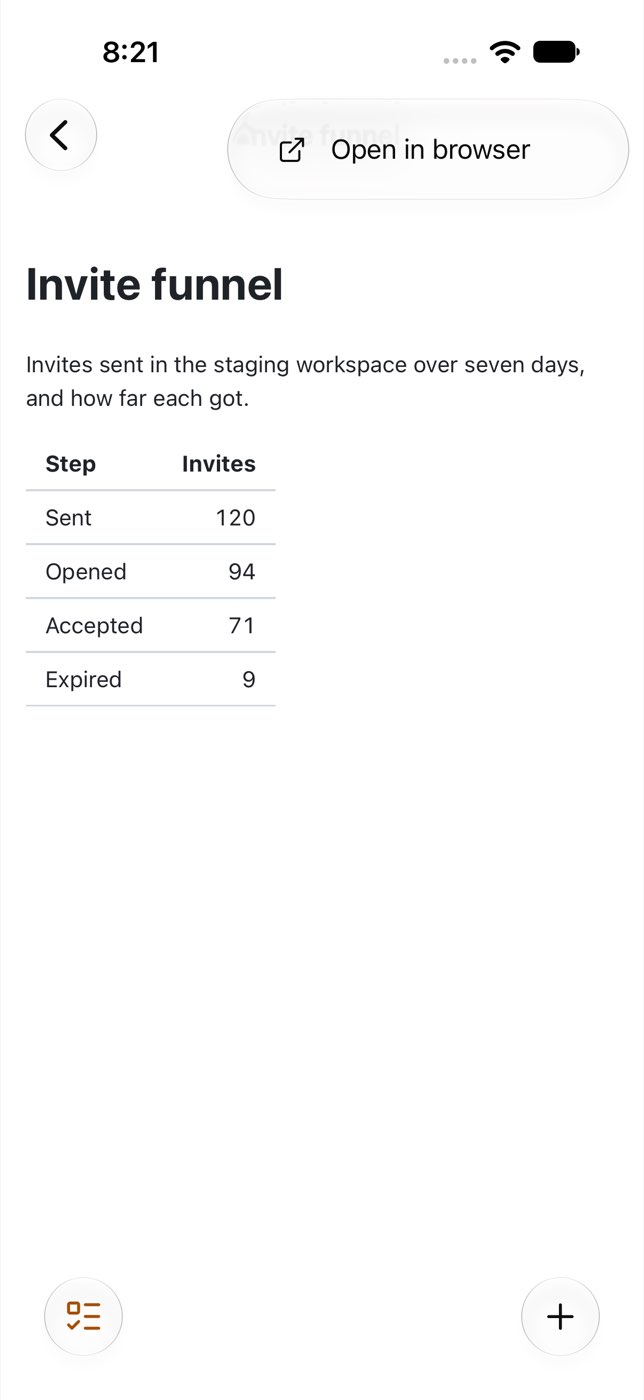 8:21
Open in browser
Invite funnel
Invites sent in the staging workspace over seven days,
and how far each got.
Step Invites
Sent 120
Opened 94
Accepted 71
Expired 9